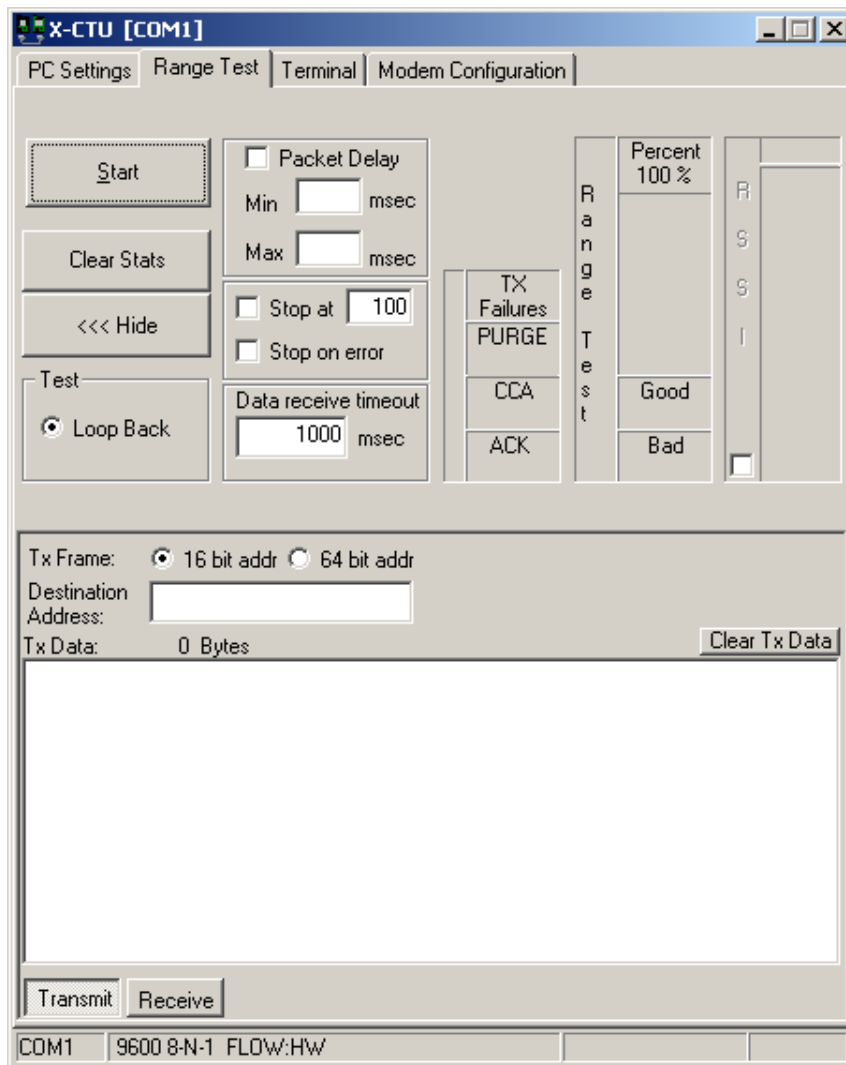 X-CTU [COM1]
PC Settings Range Test Terminal Modem Configuration
Start
Clear Stats
<<< Hide
Test
Loop Back
Packet Delay
Min msec
Max msec
Stop at 100
Stop on error
Data receive timeout
1000 msec
TX
Failures
PURGE
CCA
ACK
Range Test
Percent
100 %
Good
Bad
RSSI
Tx Frame: 16 bit addr 64 bit addr
Destination
Address:
Tx Data: 0 Bytes Clear Tx Data
Transmit Receive
COM1 9600 8-N-1 FLOW:HW